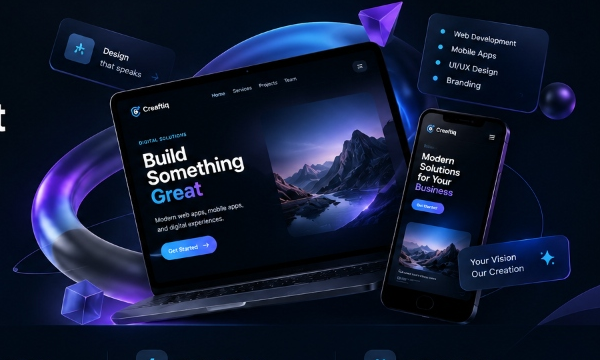 t
Design
that speaks →
Web Development
Mobile Apps
UI/UX Design
Branding
Creaftiq
Home Services Projects Team
DIGITAL SOLUTIONS
Build
Something
Great
Modern web apps, mobile apps,
and digital experiences.
Get Started →
Creaftiq
Modern
Solutions
for Your
Business
Get Started
Your Vision
Our Creation